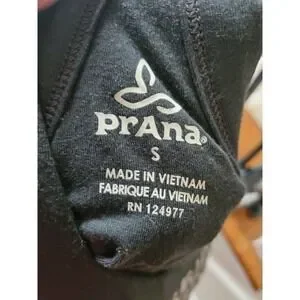 prAna®
S
MADE IN VIETNAM
FABRIQUE AU VIETNAM
RN 124977